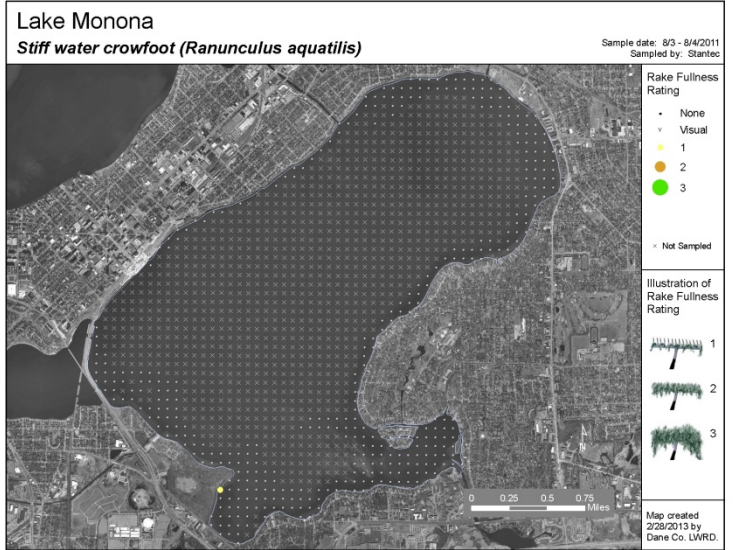 Lake Monona
Stiff water crowfoot (Ranunculus aquatilis)
Sample date: 8/3 - 8/4/2011
Sampled by: Stantec
Rake Fullness
Rating
None
Visual
1
2
3
× Not Sampled
Illustration of
Rake Fullness
Rating
1
2
3
0 0.25 0.5 0.75
Miles
Map created
2/28/2013 by
Dane Co. LWRD.